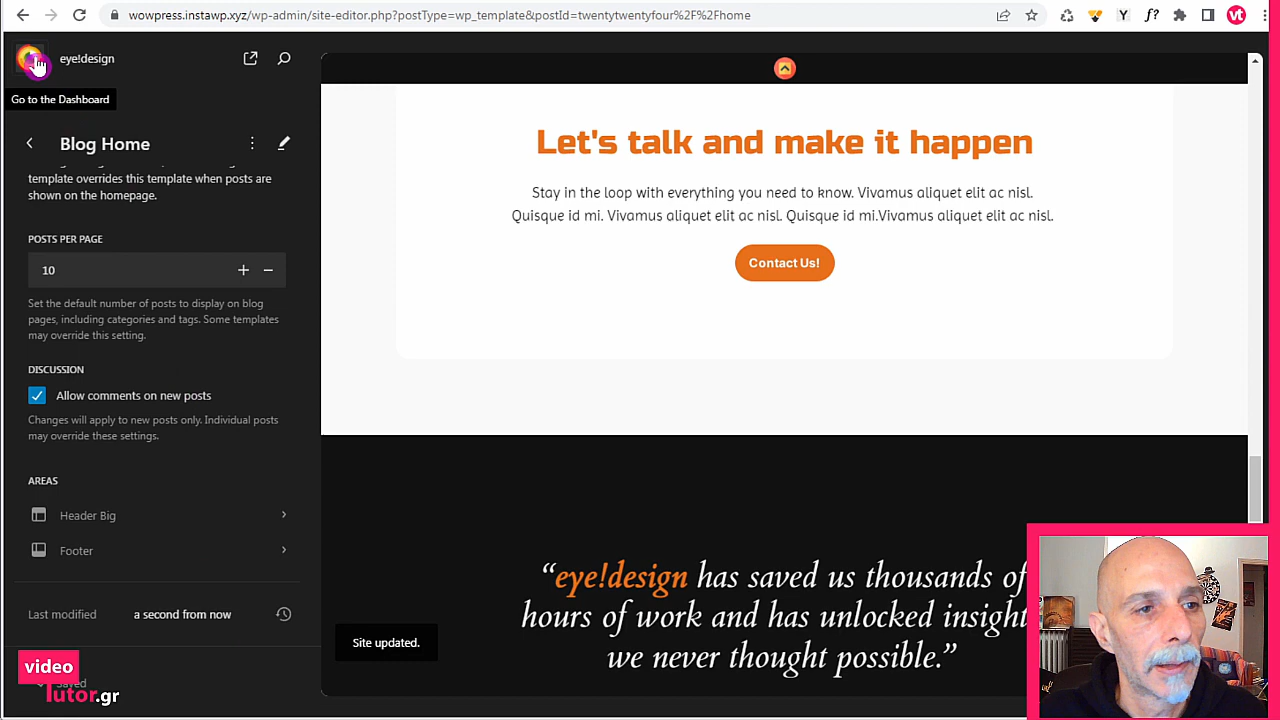 wowpress.instawp.xyz/wp-admin/site-editor.php?postType=wp_template&postId=twentytwentyfour%2F%2Fhome
eye!design
Go to the Dashboard
Blog Home
template overrides this template when posts are
shown on the homepage.
POSTS PER PAGE
10
Set the default number of posts to display on blog
pages, including categories and tags. Some templates
may override this setting.
DISCUSSION
Allow comments on new posts
Changes will apply to new posts only. Individual posts
may override these settings.
AREAS
Header Big
Footer
Last modified a second from now
Saved
video
Tutor.gr
Let's talk and make it happen
Stay in the loop with everything you need to know. Vivamus aliquet elit ac nisl.
Quisque id mi. Vivamus aliquet elit ac nisl. Quisque id mi.Vivamus aliquet elit ac nisl.
Contact Us!
“eye!design has saved us thousands of
hours of work and has unlocked insight
we never thought possible.”
Site updated.
Y
f?
vt